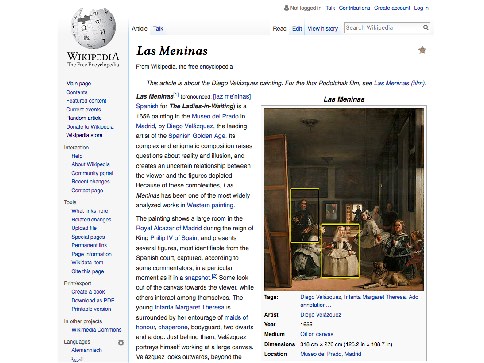 Not logged in Talk Contributions Create account Log in
Article Talk
Read Edit View history
Search Wikipedia
WIKIPEDIA
The Free Encyclopedia
Main page
Contents
Featured content
Current events
Random article
Donate to Wikipedia
Wikipedia store
Interaction
Help
About Wikipedia
Community portal
Recent changes
Contact page
Tools
What links here
Related changes
Upload file
Special pages
Permanent link
Page information
Wikidata item
Cite this page
Print/export
Create a book
Download as PDF
Printable version
In other projects
Wikimedia Commons
Languages
Alemannisch
Las Meninas
From Wikipedia, the free encyclopedia
This article is about the Diego Velázquez painting. For the film, see Las Meninas (film).
Las Meninas (pronounced: [laz meˈninas]
Spanish for The Ladies-in-Waiting) is a
1656 painting in the Museo del Prado in
Madrid, by Diego Velázquez, the leading
artist of the Spanish Golden Age. Its
complex and enigmatic composition raises
questions about reality and illusion, and
creates an uncertain relationship between
the viewer and the figures depicted.
Because of these complexities, Las
Meninas has been one of the most widely
analyzed works in Western painting.
The painting shows a large room in the
Royal Alcazar of Madrid during the reign of
King Philip IV of Spain, and presents
several figures, most identifiable from the
Spanish court, captured, according to
some commentators, in a particular
moment as if in a snapshot. Some look
out of the canvas towards the viewer, while
others interact among themselves. The
young Infanta Margaret Theresa is
surrounded by her entourage of maids of
honour, chaperone, bodyguard, two dwarfs
and a dog. Just behind them, Velázquez
portrays himself working at a large canvas.
Velázquez looks outwards, beyond the
Las Meninas
Tags: Diego Velázquez, Infanta Margaret Theresa, Add
annotation...
Artist Diego Velázquez
Year 1656
Medium Oil on canvas
Dimensions
Location Museo del Prado, Madrid